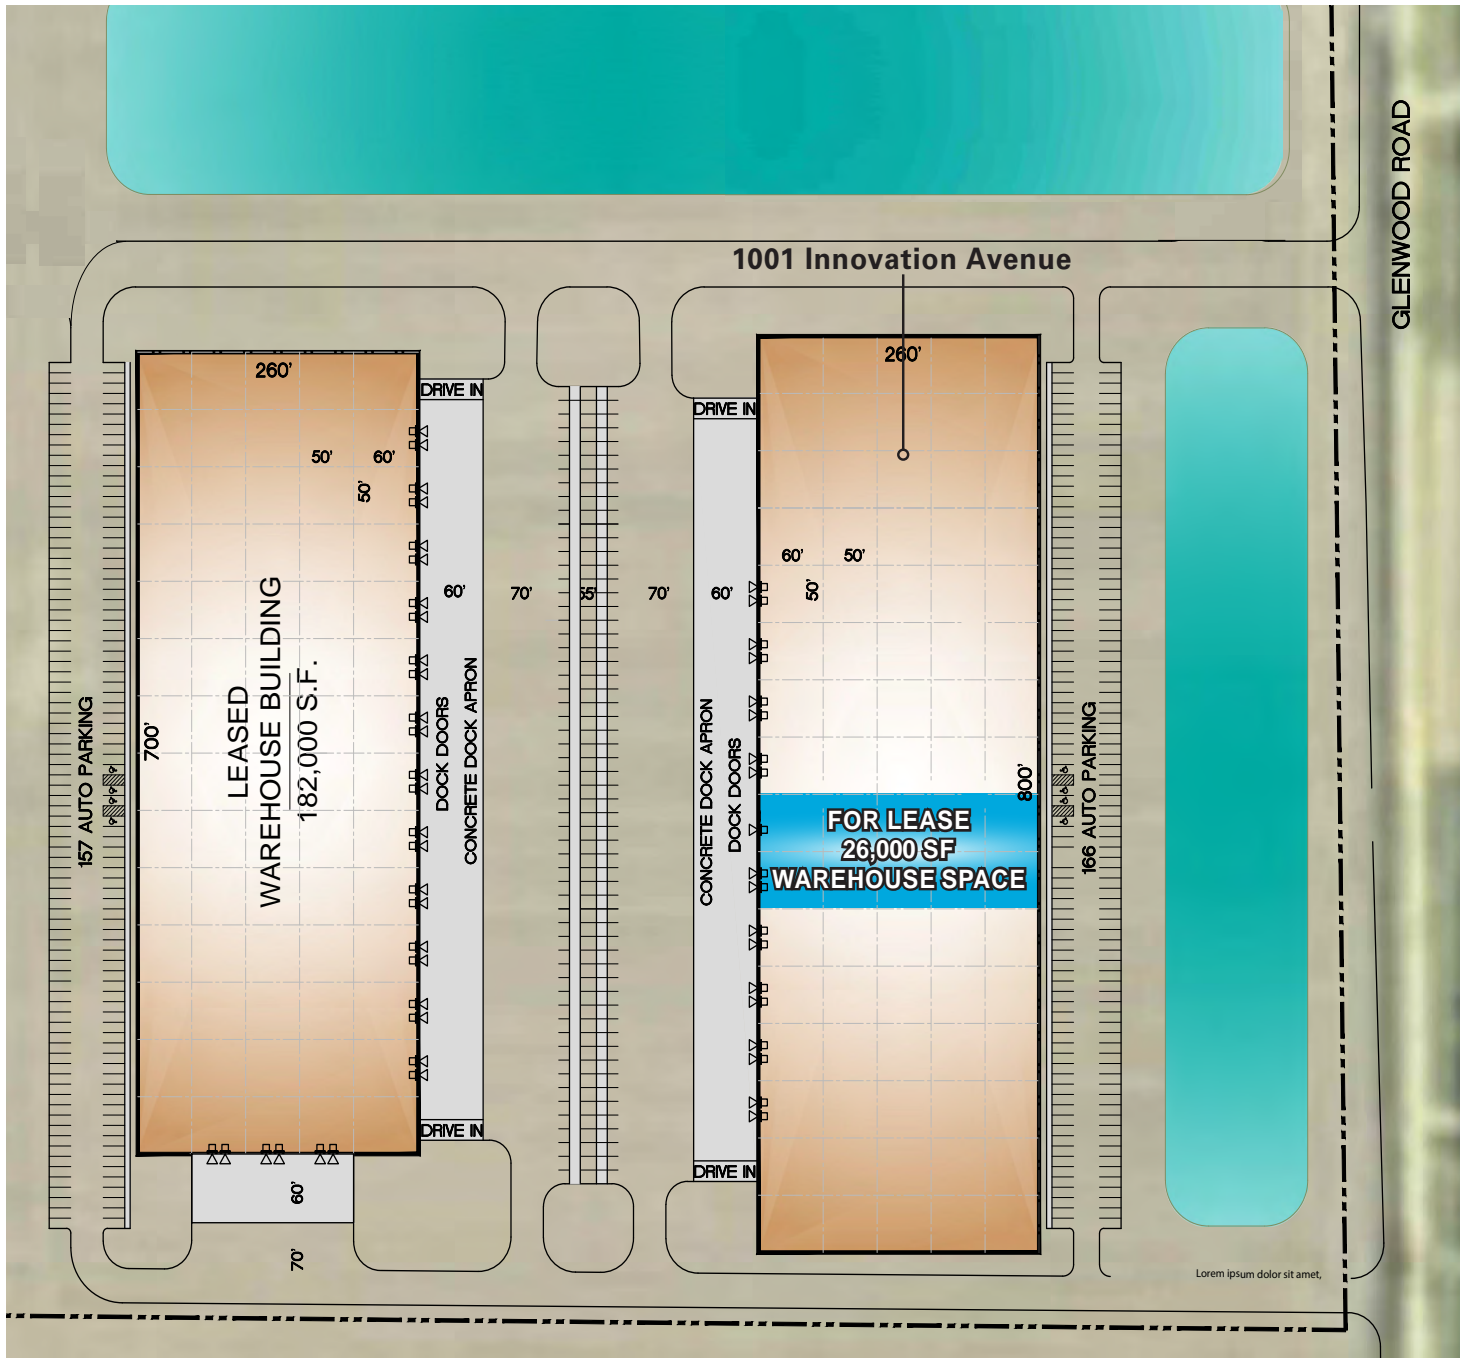 GLENWOOD ROAD
1001 Innovation Avenue
260'
260'
DRIVE IN
DRIVE IN
50'
60'
50'
60'
50'
50'
60'
70'
55'
70'
60'
LEASED
WAREHOUSE BUILDING
182,000 S.F.
700'
157 AUTO PARKING
DOCK DOORS
CONCRETE DOCK APRON
CONCRETE DOCK APRON
DOCK DOORS
800'
166 AUTO PARKING
FOR LEASE
26,000 SF
WAREHOUSE SPACE
DRIVE IN
DRIVE IN
60'
70'
Lorem ipsum dolor sit amet,